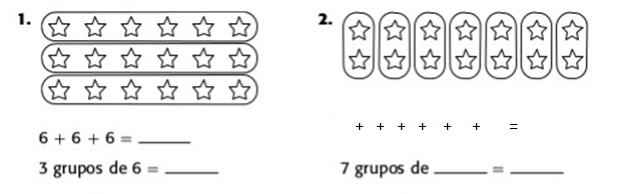 1.
6 + 6 + 6 = ______
3 grupos de 6 = ______
2.
+ + + + + + =
7 grupos de ______ = ______